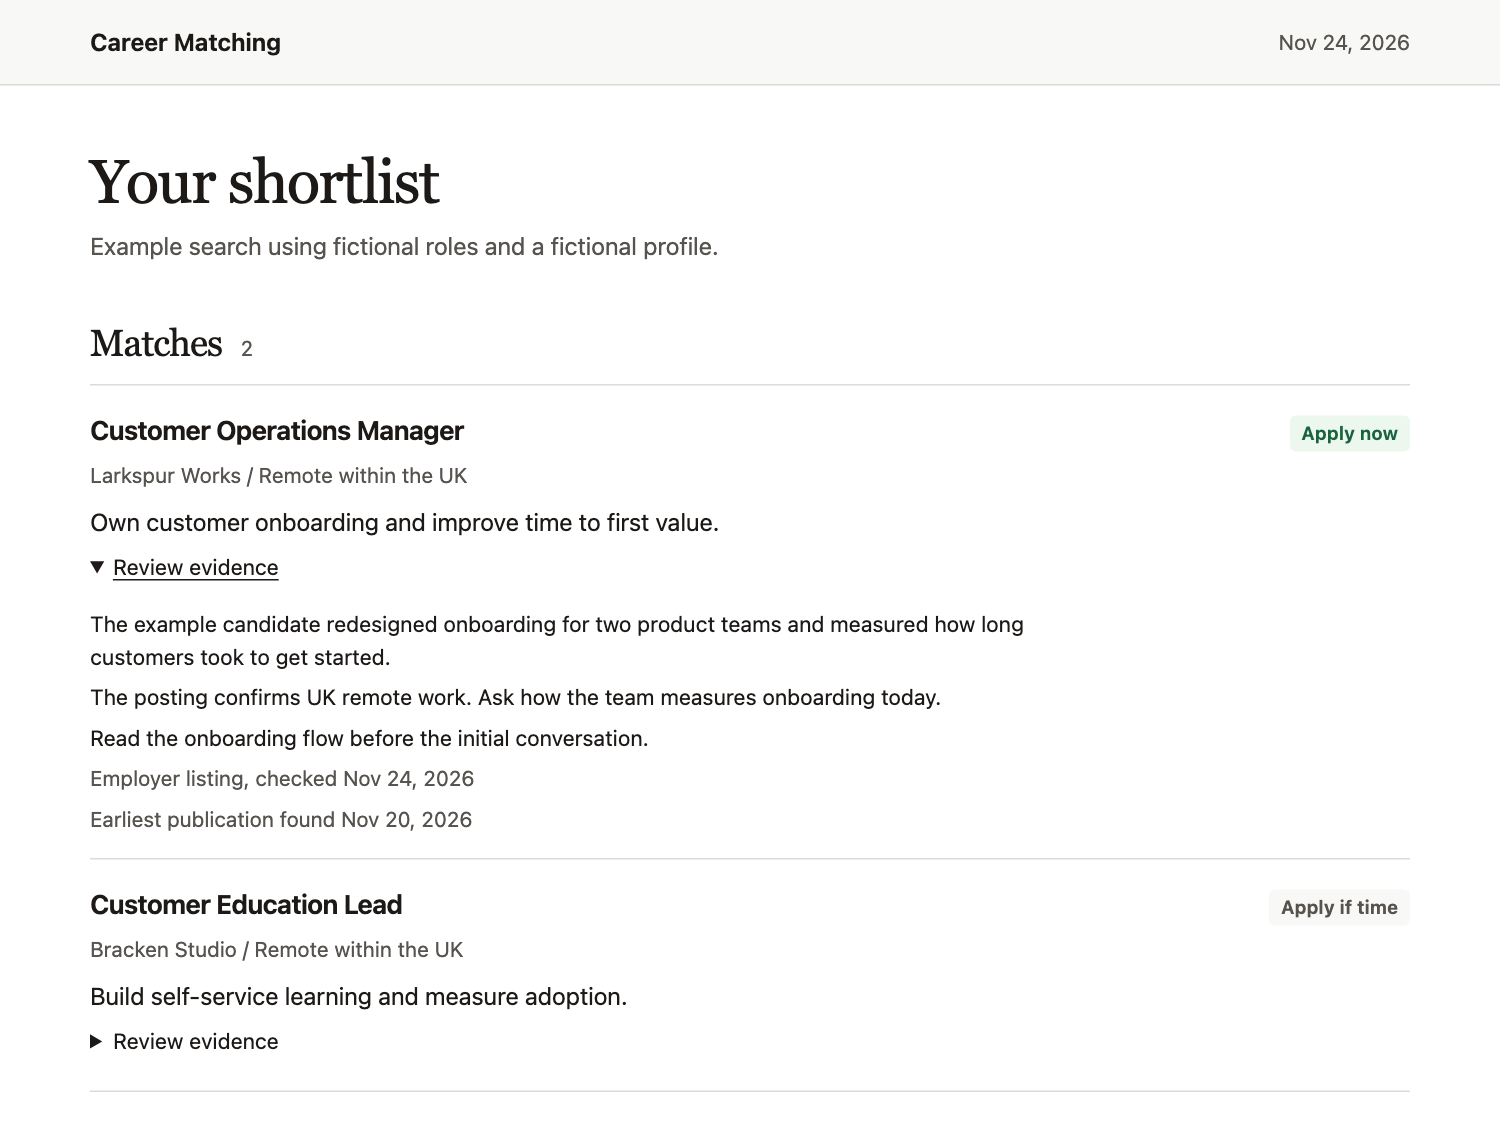 Career Matching
Nov 24, 2026
Your shortlist
Example search using fictional roles and a fictional profile.
Matches 2
Customer Operations Manager
Apply now
Larkspur Works / Remote within the UK
Own customer onboarding and improve time to first value.
Review evidence
The example candidate redesigned onboarding for two product teams and measured how long
customers took to get started.
The posting confirms UK remote work. Ask how the team measures onboarding today.
Read the onboarding flow before the initial conversation.
Employer listing, checked Nov 24, 2026
Earliest publication found Nov 20, 2026
Customer Education Lead
Apply if time
Bracken Studio / Remote within the UK
Build self-service learning and measure adoption.
Review evidence